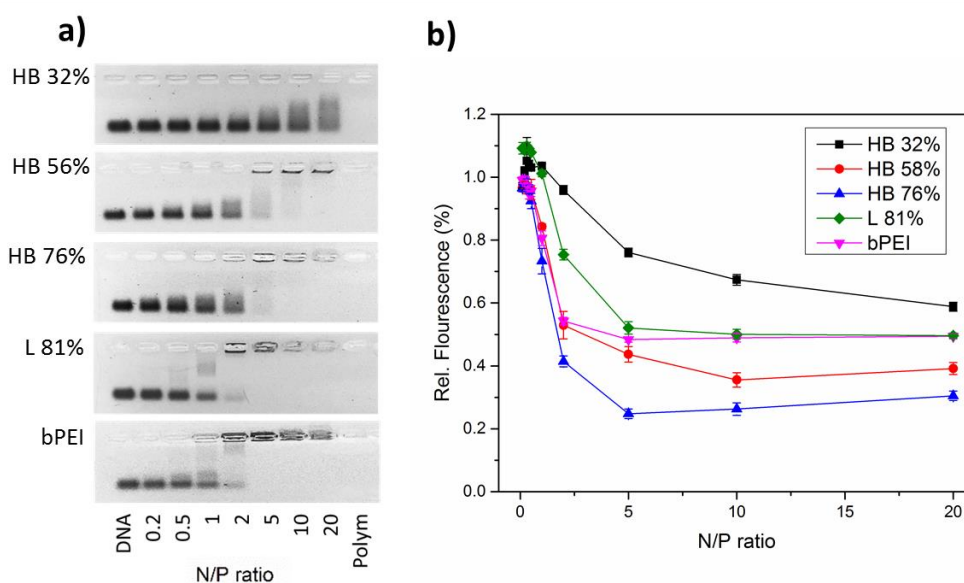 a)
HB 32%
HB 56%
HB 76%
L 81%
bPEI
DNA
0.2
0.5
1
2
5
10
20
Polym
N/P ratio
b)
Rel. Flourescence (%)
1.2
1.0
0.8
0.6
0.4
0.2
0.0
HB 32%
HB 58%
HB 76%
L 81%
bPEI
0
5
10
15
20
N/P ratio